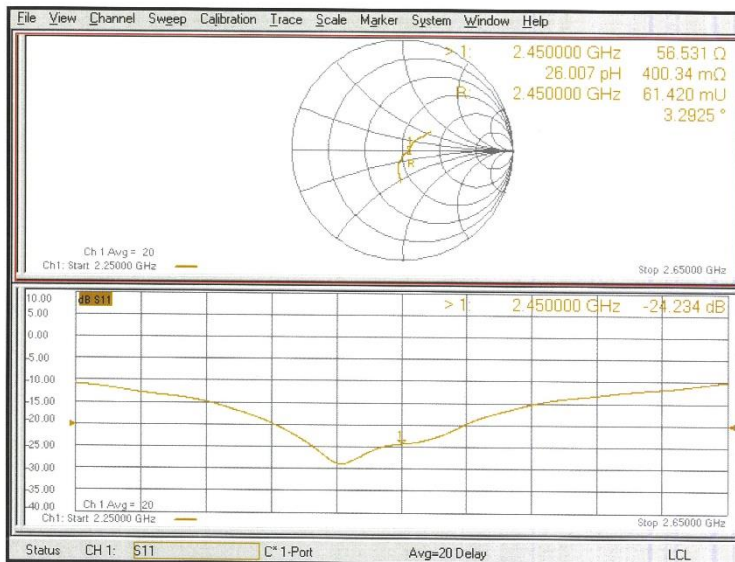 File View Channel Sweep Calibration Trace Scale Marker System Window Help
> 1: 2.450000 GHz 56.531 Ω
26.007 pH 400.34 mΩ
R: 2.450000 GHz 61.420 mU
3.2925 °
1
R
Ch 1 Avg = 20
Ch1: Start 2.25000 GHz
Stop 2.65000 GHz
10.00 dB S11 > 1: 2.450000 GHz -24.234 dB
5.00
0.00
-5.00
-10.00
-15.00
-20.00
-25.00 1
-30.00
-35.00
-40.00 Ch 1 Avg = 20
Ch1: Start 2.25000 GHz
Stop 2.65000 GHz
Status CH 1: S11 C* 1-Port Avg=20 Delay LCL